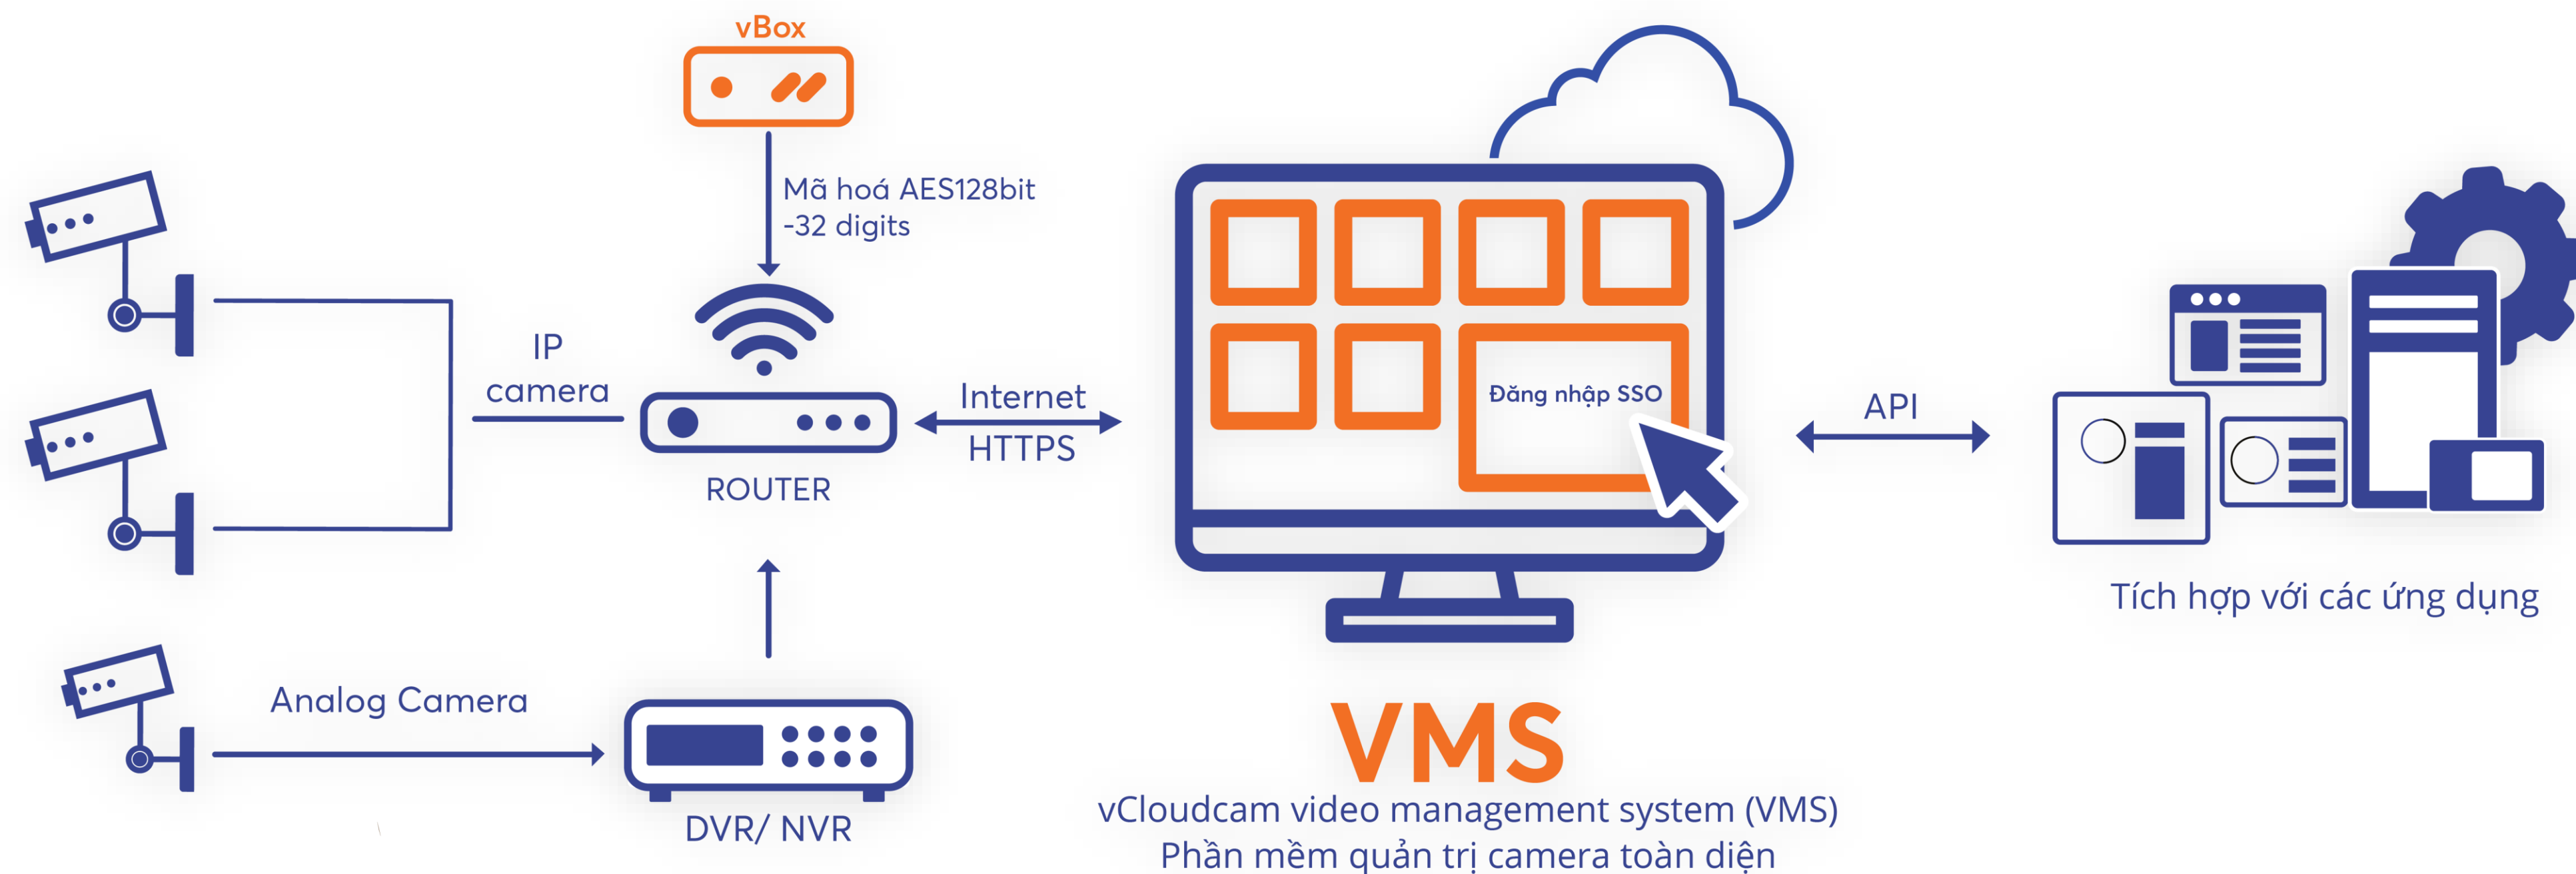 vBox
Mã hoá AES128bit
-32 digits
IP
camera
ROUTER
Internet
HTTPS
Đăng nhập SSO
API
Tích hợp với các ứng dụng
Analog Camera
DVR/ NVR
VMS
vCloudcam video management system (VMS)
Phần mềm quản trị camera toàn diện